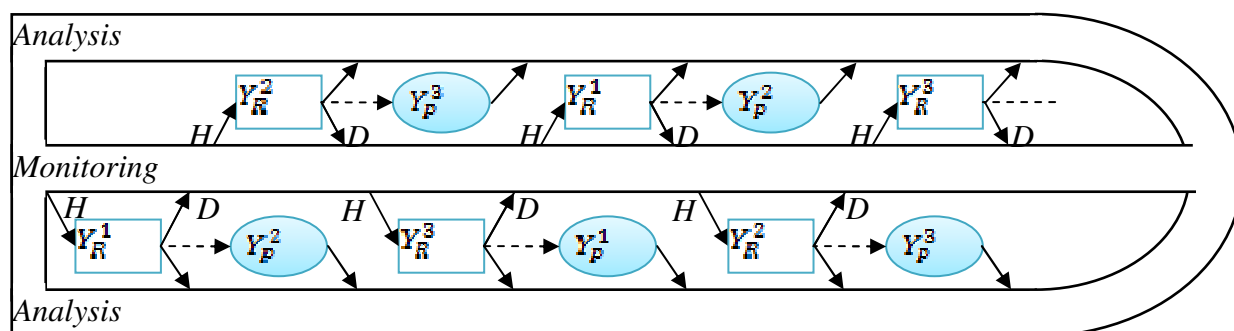 Analysis
Y_R^2 Y_P^3 Y_R^1 Y_P^2 Y_R^3
H D H D H D
Monitoring
H D H D H D
Y_R^1 Y_P^2 Y_R^3 Y_P^1 Y_R^2 Y_P^3
Analysis